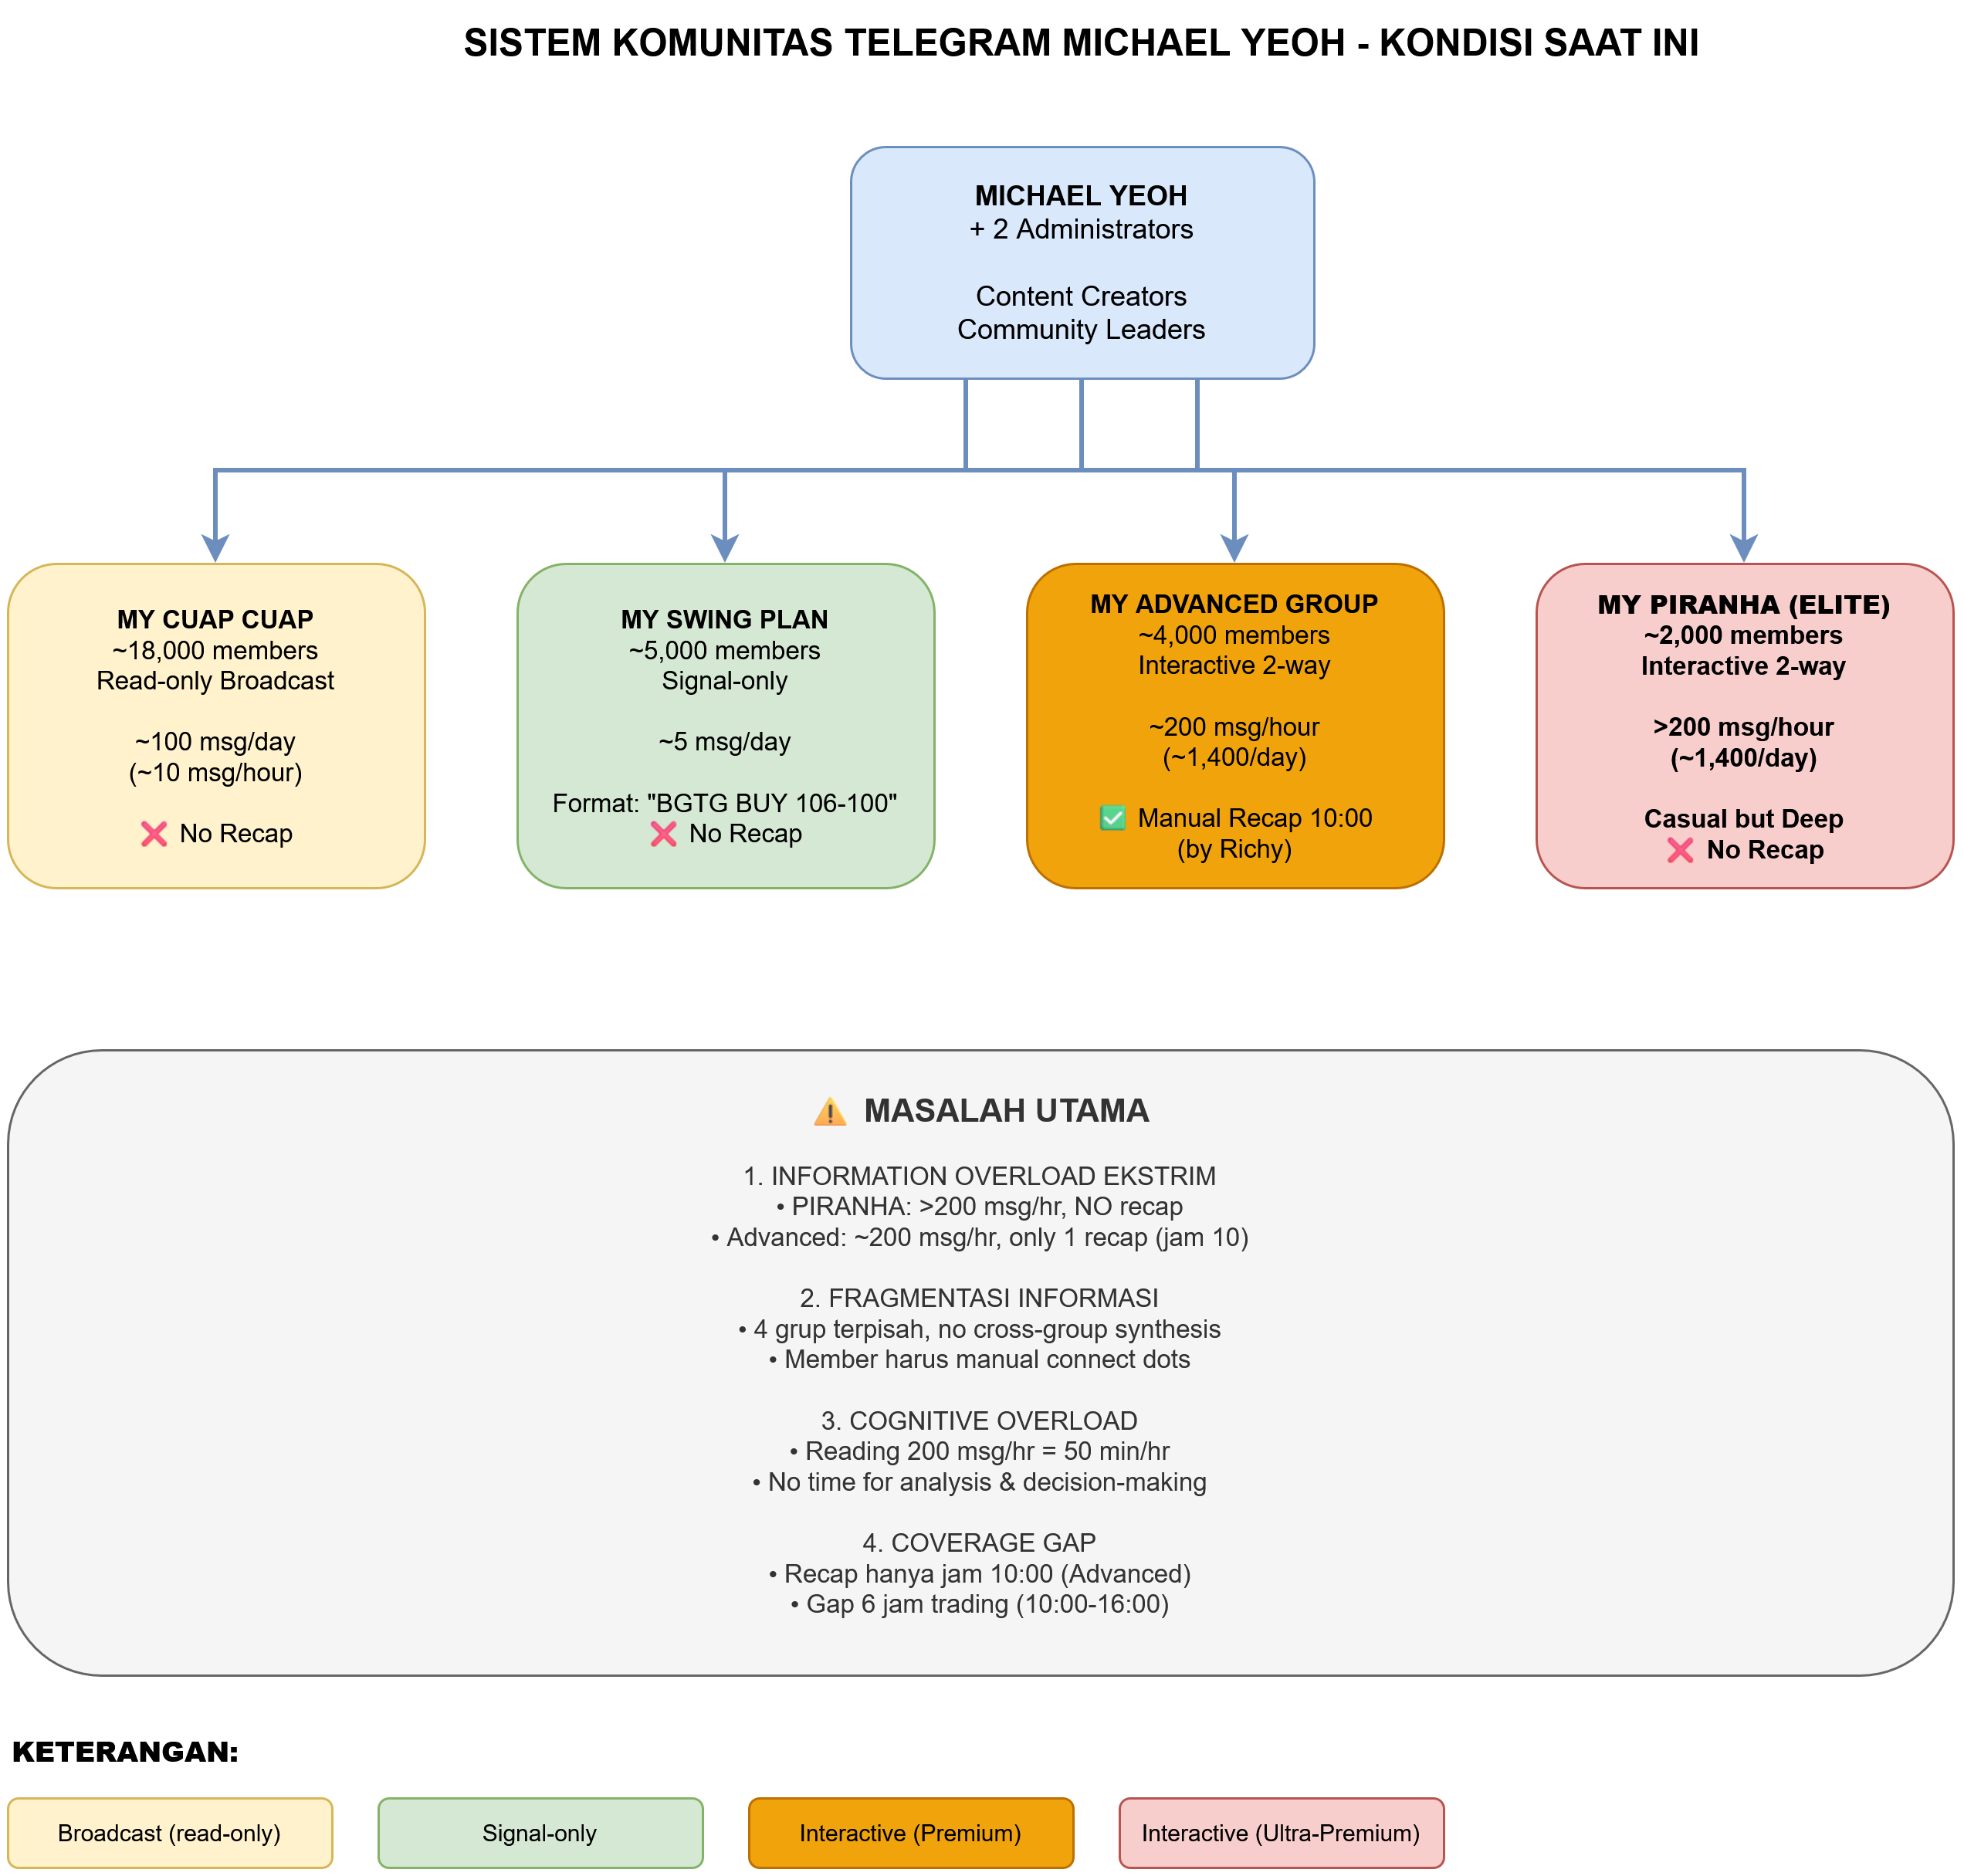 SISTEM KOMUNITAS TELEGRAM MICHAEL YEOH - KONDISI SAAT INI
MICHAEL YEOH
+ 2 Administrators
Content Creators
Community Leaders
MY CUAP CUAP
~18,000 members
Read-only Broadcast
~100 msg/day
(~10 msg/hour)
❌ No Recap
MY SWING PLAN
~5,000 members
Signal-only
~5 msg/day
Format: "BGTG BUY 106-100"
❌ No Recap
MY ADVANCED GROUP
~4,000 members
Interactive 2-way
~200 msg/hour
(~1,400/day)
✅ Manual Recap 10:00
(by Richy)
MY PIRANHA (ELITE)
~2,000 members
Interactive 2-way
>200 msg/hour
(~1,400/day)
Casual but Deep
❌ No Recap
⚠️ MASALAH UTAMA
1. INFORMATION OVERLOAD EKSTRIM
• PIRANHA: >200 msg/hr, NO recap
• Advanced: ~200 msg/hr, only 1 recap (jam 10)
2. FRAGMENTASI INFORMASI
• 4 grup terpisah, no cross-group synthesis
• Member harus manual connect dots
3. COGNITIVE OVERLOAD
• Reading 200 msg/hr = 50 min/hr
• No time for analysis & decision-making
4. COVERAGE GAP
• Recap hanya jam 10:00 (Advanced)
• Gap 6 jam trading (10:00-16:00)
KETERANGAN:
Broadcast (read-only)
Signal-only
Interactive (Premium)
Interactive (Ultra-Premium)